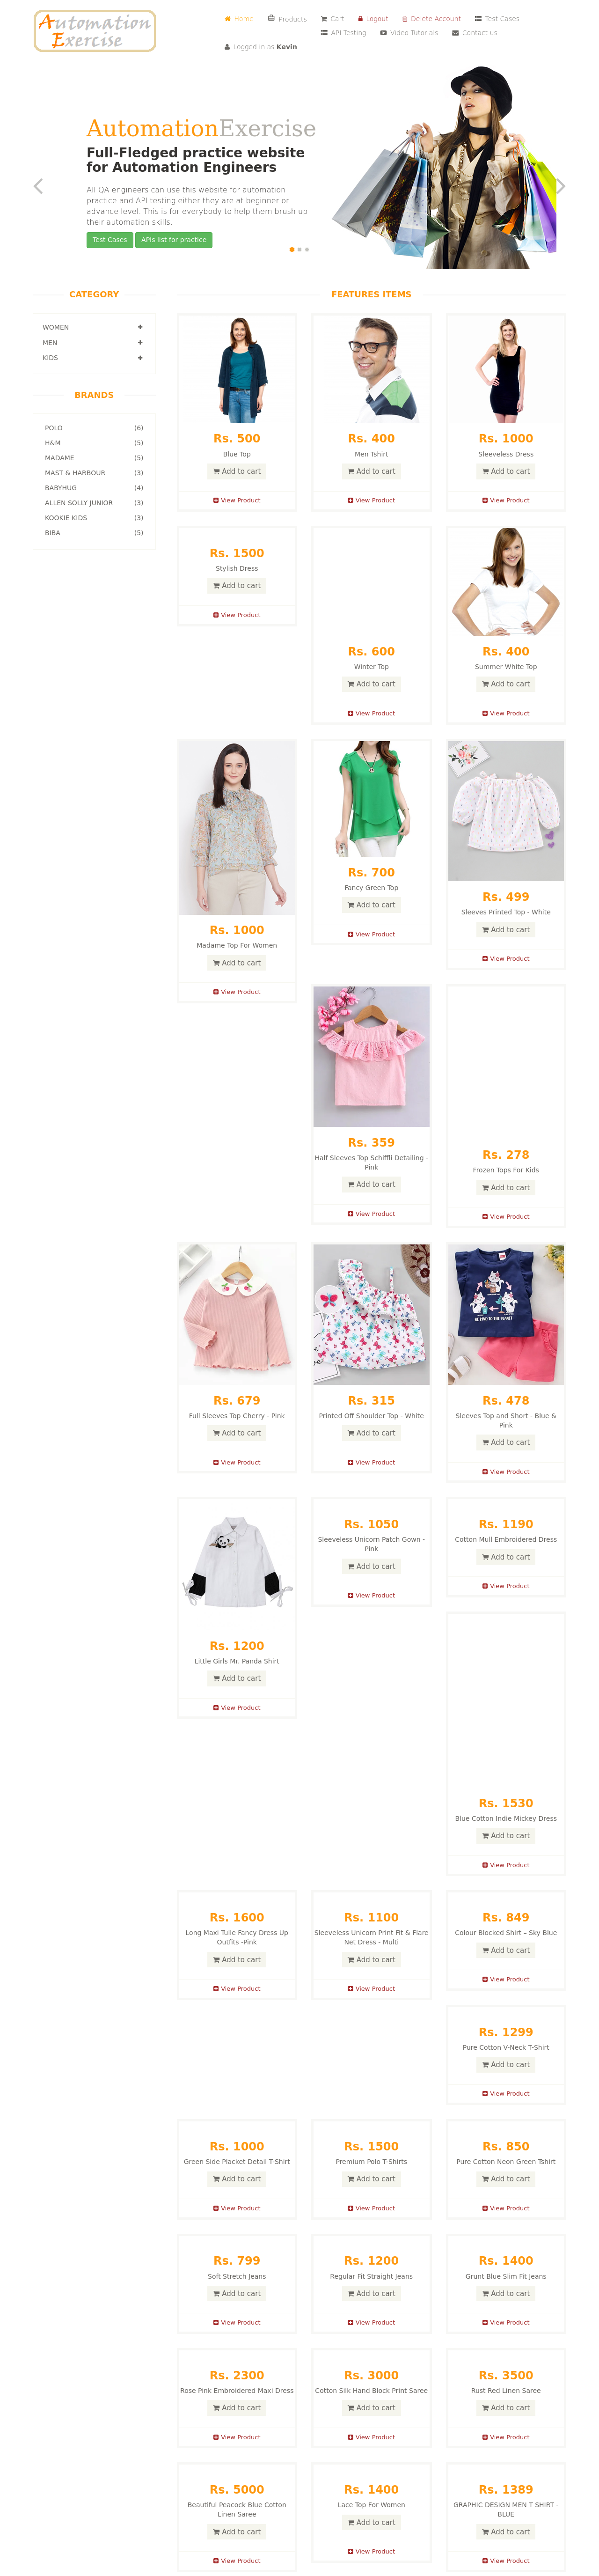 Automation
Exercise
Home
Products
Cart
Logout
Delete Account
Test Cases
API Testing
Video Tutorials
Contact us
Logged in as Kevin
AutomationExercise
Full-Fledged practice website
for Automation Engineers
All QA engineers can use this website for automation
practice and API testing either they are at beginner or
advance level. This is for everybody to help them brush up
their automation skills.
Test Cases
APIs list for practice
CATEGORY
WOMEN
MEN
KIDS
BRANDS
POLO (6)
H&M (5)
MADAME (5)
MAST & HARBOUR (3)
BABYHUG (4)
ALLEN SOLLY JUNIOR (3)
KOOKIE KIDS (3)
BIBA (5)
FEATURES ITEMS
Rs. 500
Blue Top
Add to cart
View Product
Rs. 400
Men Tshirt
Add to cart
View Product
Rs. 1000
Sleeveless Dress
Add to cart
View Product
Rs. 1500
Stylish Dress
Add to cart
View Product
Rs. 600
Winter Top
Add to cart
View Product
Rs. 400
Summer White Top
Add to cart
View Product
Rs. 1000
Madame Top For Women
Add to cart
View Product
Rs. 700
Fancy Green Top
Add to cart
View Product
Rs. 499
Sleeves Printed Top - White
Add to cart
View Product
Rs. 359
Half Sleeves Top Schiffli Detailing -
Pink
Add to cart
View Product
Rs. 278
Frozen Tops For Kids
Add to cart
View Product
Rs. 679
Full Sleeves Top Cherry - Pink
Add to cart
View Product
Rs. 315
Printed Off Shoulder Top - White
Add to cart
View Product
BE KIND TO THE PLANET
Rs. 478
Sleeves Top and Short - Blue &
Pink
Add to cart
View Product
Rs. 1200
Little Girls Mr. Panda Shirt
Add to cart
View Product
Rs. 1050
Sleeveless Unicorn Patch Gown -
Pink
Add to cart
View Product
Rs. 1190
Cotton Mull Embroidered Dress
Add to cart
View Product
Rs. 1530
Blue Cotton Indie Mickey Dress
Add to cart
View Product
Rs. 1600
Long Maxi Tulle Fancy Dress Up
Outfits -Pink
Add to cart
View Product
Rs. 1100
Sleeveless Unicorn Print Fit & Flare
Net Dress - Multi
Add to cart
View Product
Rs. 849
Colour Blocked Shirt – Sky Blue
Add to cart
View Product
Rs. 1299
Pure Cotton V-Neck T-Shirt
Add to cart
View Product
Rs. 1000
Green Side Placket Detail T-Shirt
Add to cart
View Product
Rs. 1500
Premium Polo T-Shirts
Add to cart
View Product
Rs. 850
Pure Cotton Neon Green Tshirt
Add to cart
View Product
Rs. 799
Soft Stretch Jeans
Add to cart
View Product
Rs. 1200
Regular Fit Straight Jeans
Add to cart
View Product
Rs. 1400
Grunt Blue Slim Fit Jeans
Add to cart
View Product
Rs. 2300
Rose Pink Embroidered Maxi Dress
Add to cart
View Product
Rs. 3000
Cotton Silk Hand Block Print Saree
Add to cart
View Product
Rs. 3500
Rust Red Linen Saree
Add to cart
View Product
Rs. 5000
Beautiful Peacock Blue Cotton
Linen Saree
Add to cart
View Product
Rs. 1400
Lace Top For Women
Add to cart
View Product
Rs. 1389
GRAPHIC DESIGN MEN T SHIRT -
BLUE
Add to cart
View Product